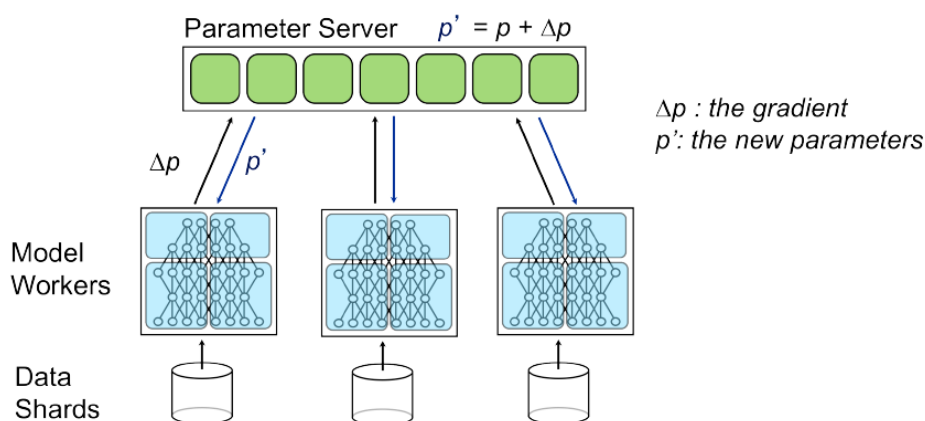 Parameter Server p’ = p + Δp
Δp : the gradient
p’: the new parameters
Δp p’
Model
Workers
Data
Shards